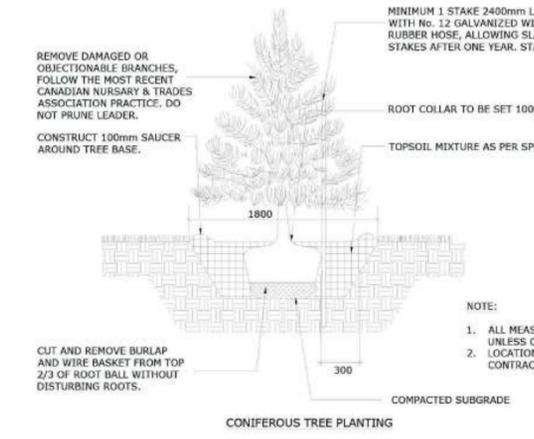 MINIMUM 1 STAKE 2400mm L
WITH No. 12 GALVANIZED WI
RUBBER HOSE, ALLOWING SL
STAKES AFTER ONE YEAR. ST
REMOVE DAMAGED OR
OBJECTIONABLE BRANCHES,
FOLLOW THE MOST RECENT
CANADIAN NURSARY & TRADES
ASSOCIATION PRACTICE. DO
NOT PRUNE LEADER.
ROOT COLLAR TO BE SET 100
CONSTRUCT 100mm SAUCER
AROUND TREE BASE.
TOPSOIL MIXTURE AS PER SP
1800
NOTE:
1. ALL MEAS
UNLESS O
2. LOCATION
CONTRAC
CUT AND REMOVE BURLAP
AND WIRE BASKET FROM TOP
2/3 OF ROOT BALL WITHOUT
DISTURBING ROOTS.
300
COMPACTED SUBGRADE
CONIFEROUS TREE PLANTING